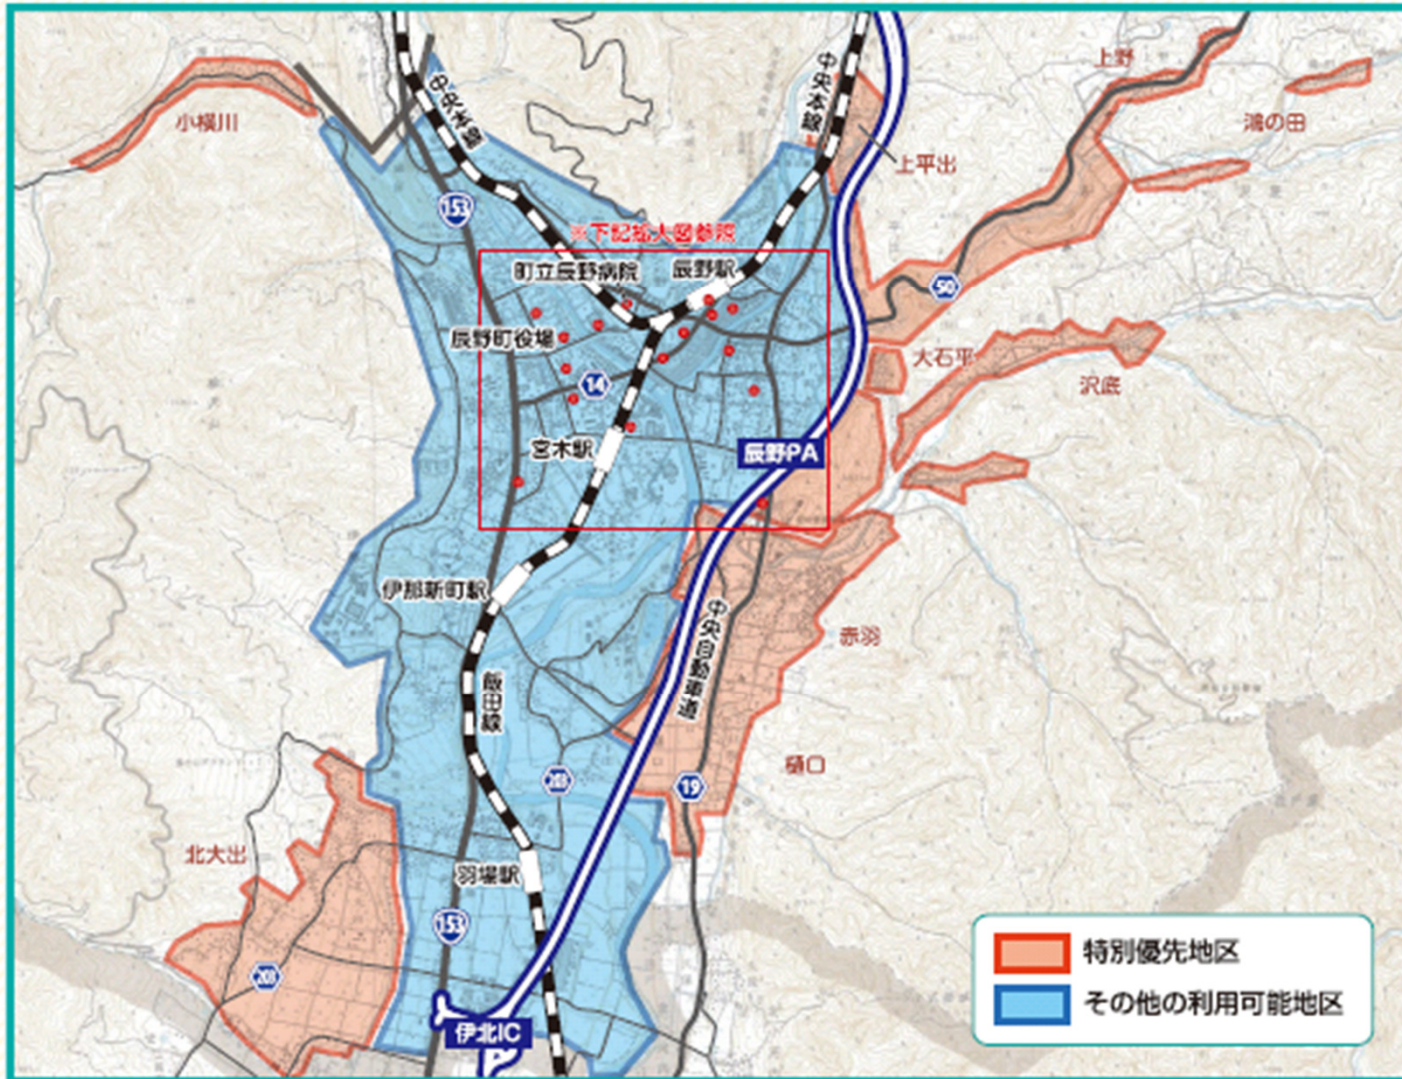 上野
中央本線
中央本線
小横川
鴻の田
上平出
153
※下記拡大図参照
町立辰野病院
辰野駅
50
辰野町役場
大石平
14
沢底
宮木駅
辰野PA
伊那新町駅
中央自動車道
赤羽
飯田線
樋口
203
19
北大出
羽場駅
153
203
特別優先地区
その他の利用可能地区
伊北IC